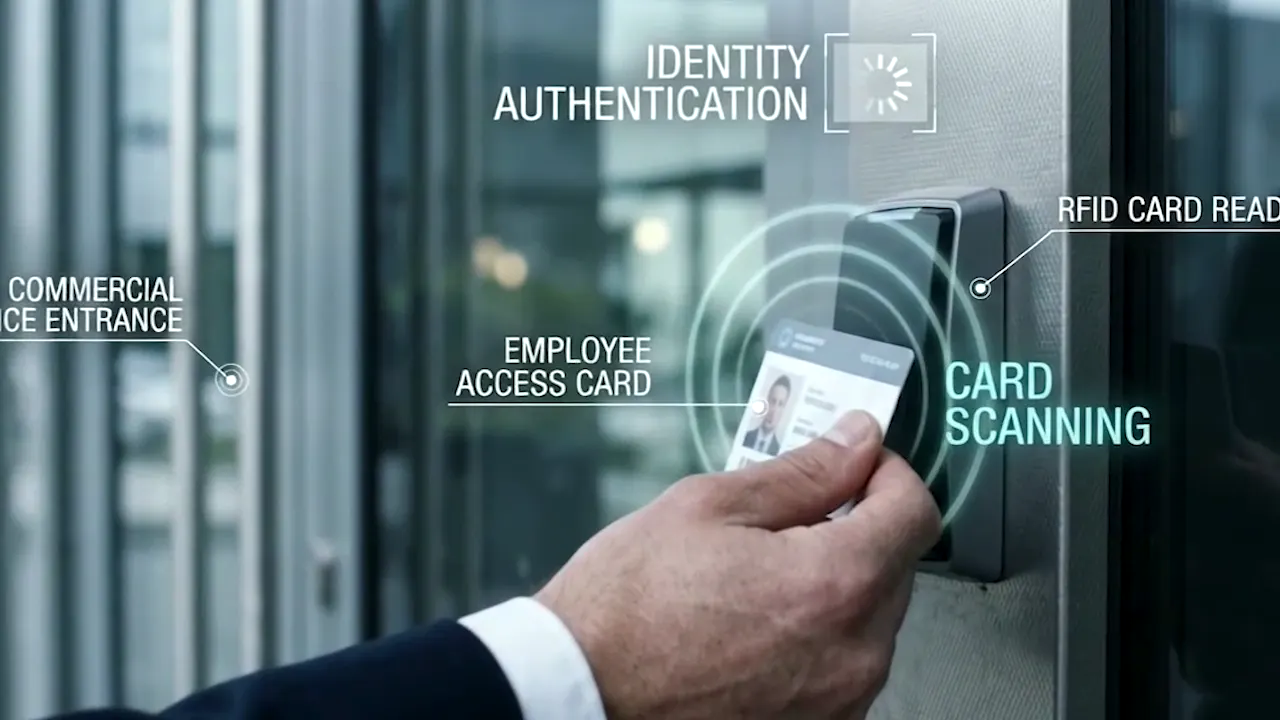 IDENTITY
AUTHENTICATION
RFID CARD READ
COMMERCIAL
ICE ENTRANCE
EMPLOYEE
ACCESS CARD
CARD
SCANNING